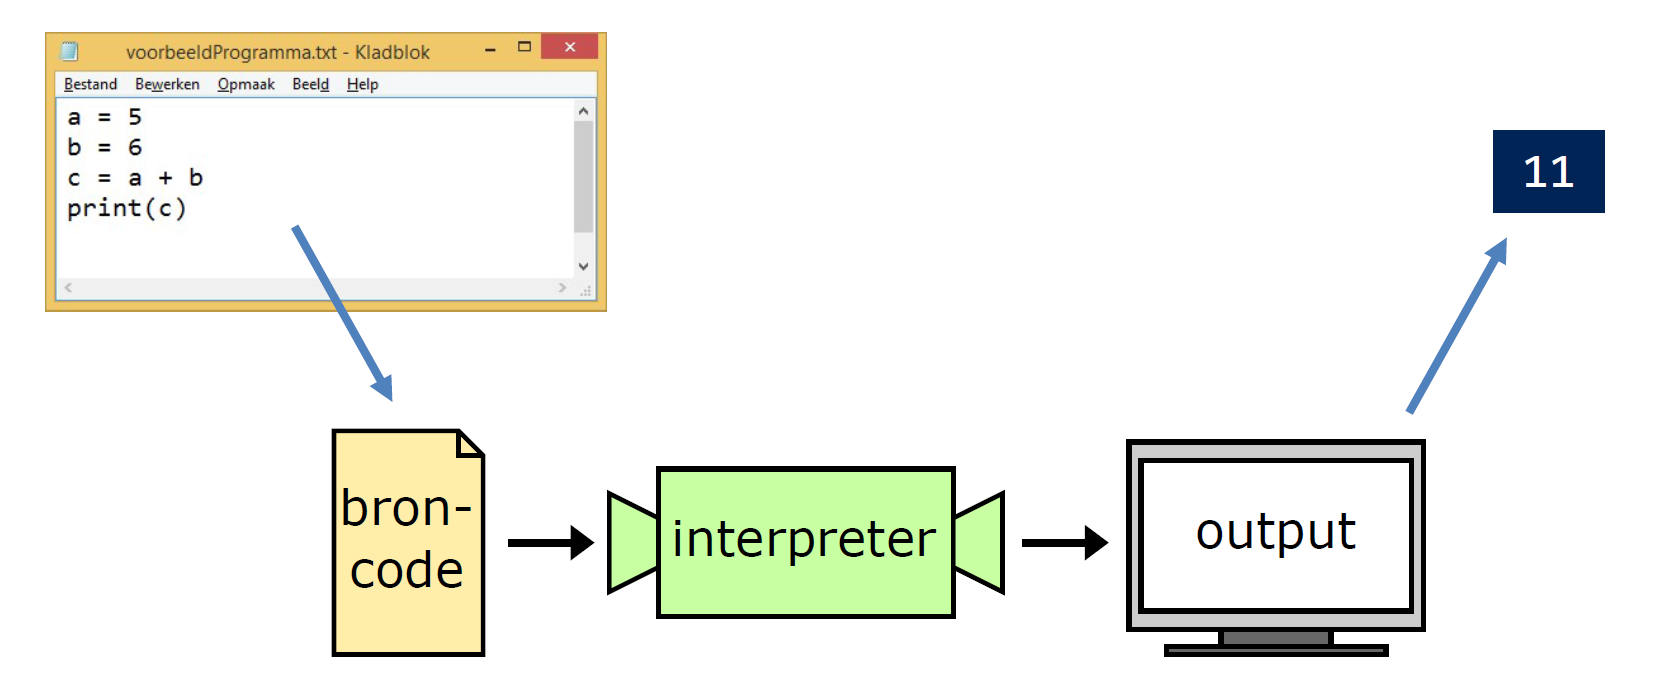 voorbeeldProgramma.txt - Kladblok
Bestand Bewerken Opmaak Beeld Help
a = 5
b = 6
c = a + b
print(c)
11
bron-
code
interpreter
output